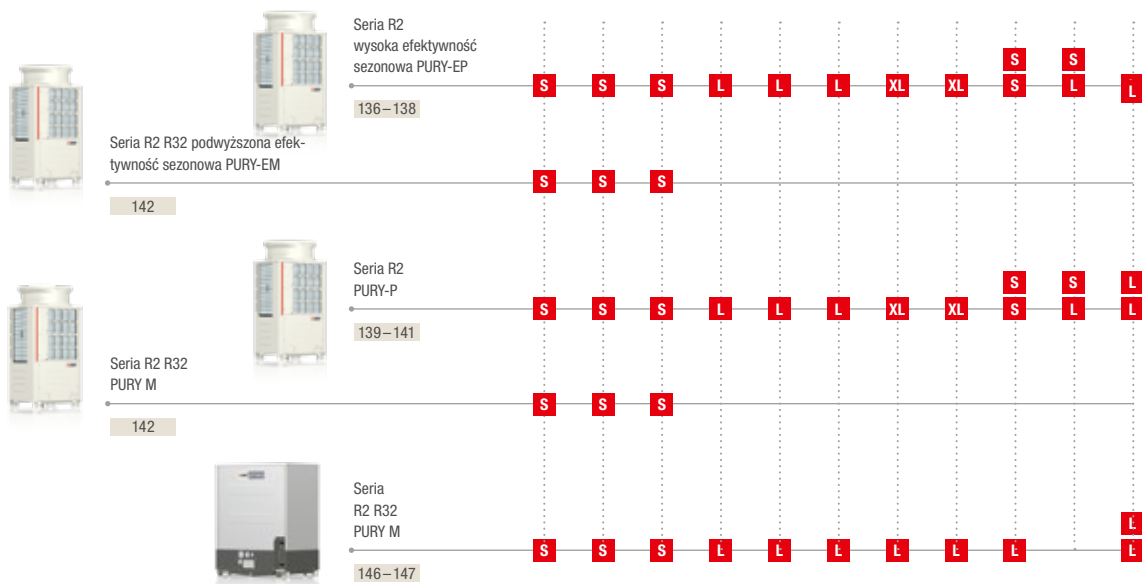 Seria R2
wysoka efektywność
sezonowa PURY-EP
136–138
S S
S S S L L L XL XL S L L
Seria R2 R32 podwyższona efek-
tywność sezonowa PURY-EM
142
S S S
Seria R2
PURY-P
139–141
S S L
S S S L L L XL XL S L L
Seria R2 R32
PURY M
142
S S S
Seria
R2 R32
PURY M
146–147
L
S S S L L L L L L L